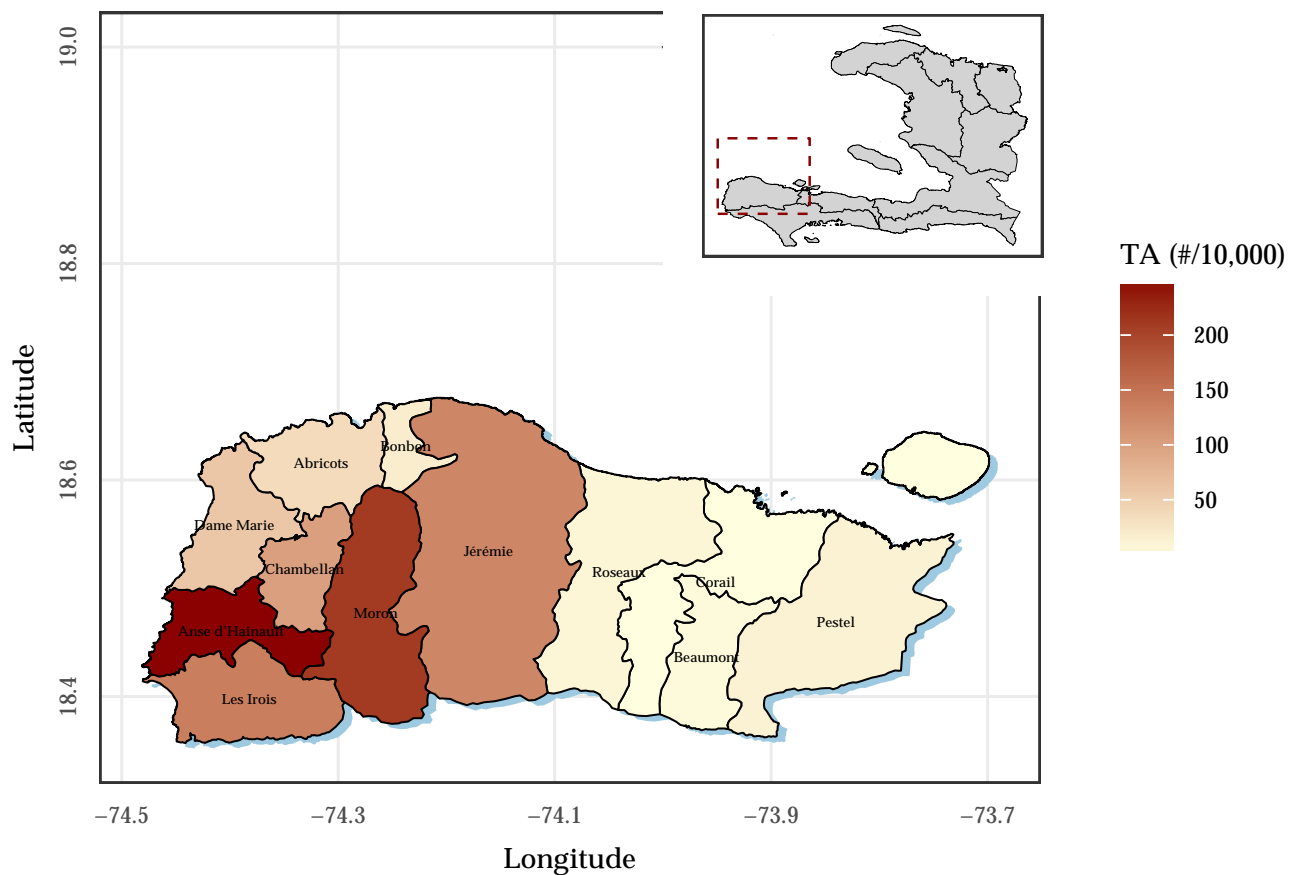 19.0
18.8
18.6
18.4
Latitude
−74.5
−74.3
−74.1
−73.9
−73.7
Longitude
Bonbon
Abricots
Dame Marie
Jérémie
Chambellan
Roseaux
Corail
Moron
Pestel
Anse d'Hainault
Beaumont
Les Irois
TA (#/10,000)
200
150
100
50